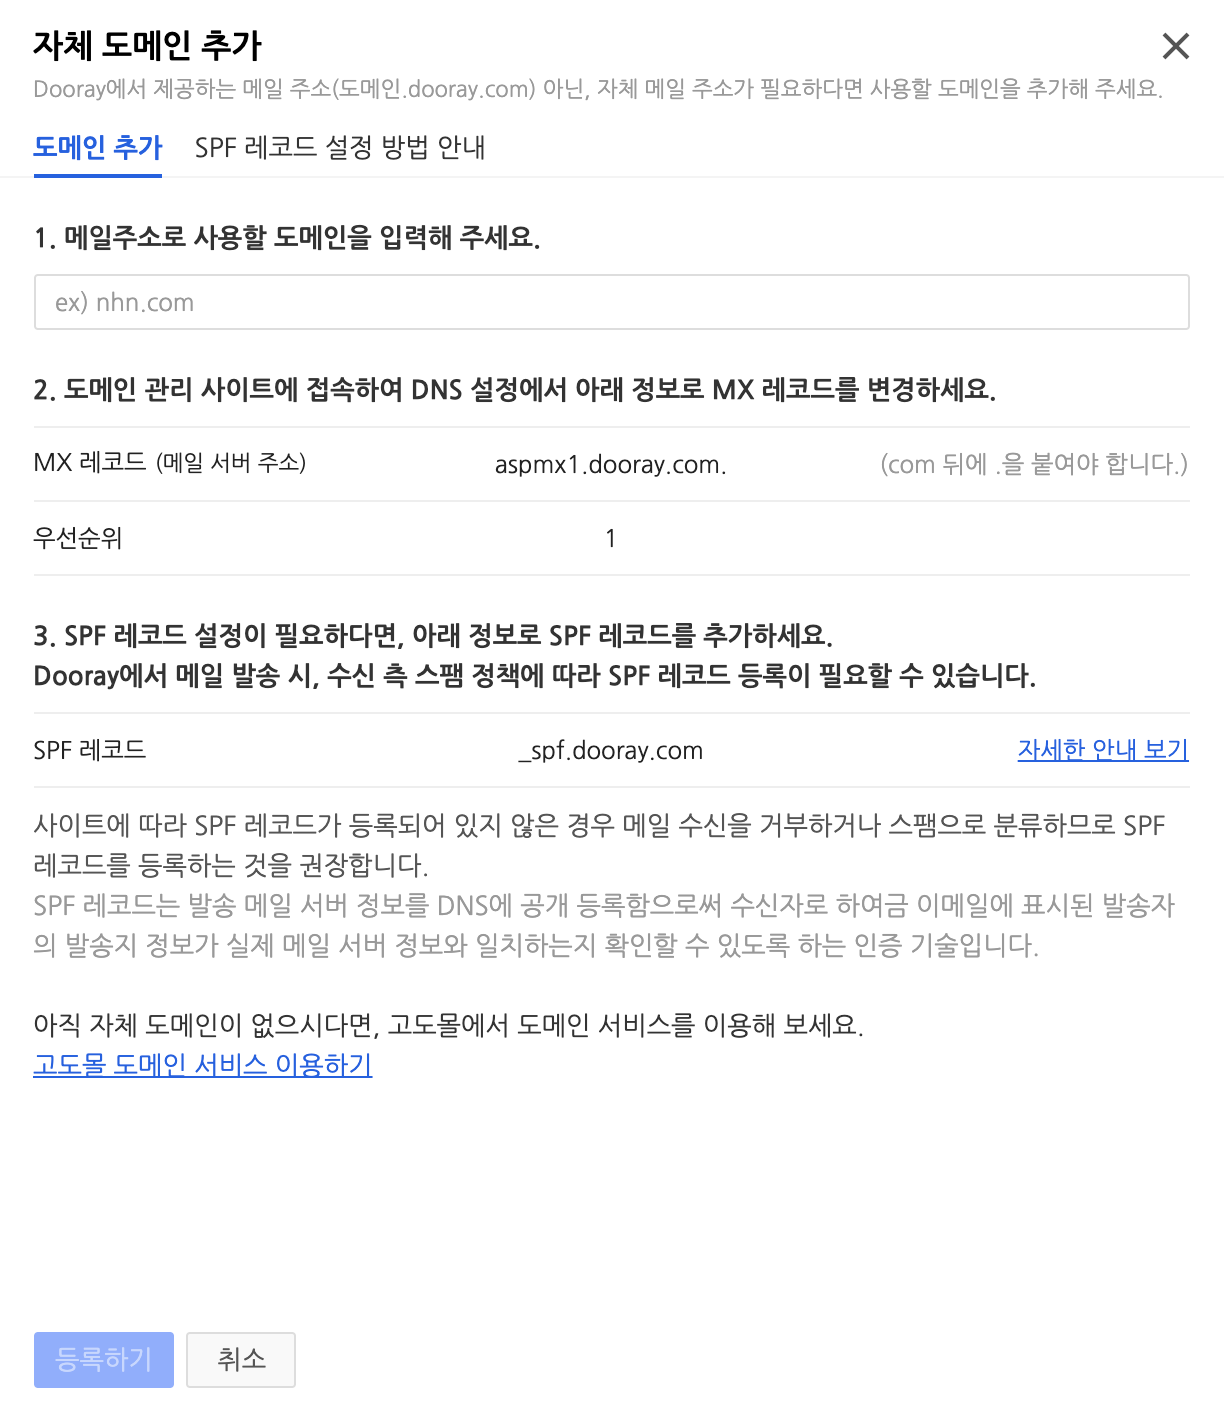 자체 도메인 추가
Dooray에서 제공하는 메일 주소(도메인.dooray.com) 아닌, 자체 메일 주소가 필요하다면 사용할 도메인을 추가해 주세요.
도메인 추가 SPF 레코드 설정 방법 안내
1. 메일주소로 사용할 도메인을 입력해 주세요.
ex) nhn.com
2. 도메인 관리 사이트에 접속하여 DNS 설정에서 아래 정보로 MX 레코드를 변경하세요.
MX 레코드 (메일 서버 주소) aspmx1.dooray.com. (com 뒤에 .을 붙여야 합니다.)
우선순위 1
3. SPF 레코드 설정이 필요하다면, 아래 정보로 SPF 레코드를 추가하세요.
Dooray에서 메일 발송 시, 수신 측 스팸 정책에 따라 SPF 레코드 등록이 필요할 수 있습니다.
SPF 레코드 _spf.dooray.com 자세한 안내 보기
사이트에 따라 SPF 레코드가 등록되어 있지 않은 경우 메일 수신을 거부하거나 스팸으로 분류하므로 SPF
레코드를 등록하는 것을 권장합니다.
SPF 레코드는 발송 메일 서버 정보를 DNS에 공개 등록함으로써 수신자로 하여금 이메일에 표시된 발송자
의 발송지 정보가 실제 메일 서버 정보와 일치하는지 확인할 수 있도록 하는 인증 기술입니다.
아직 자체 도메인이 없으시다면, 고도몰에서 도메인 서비스를 이용해 보세요.
고도몰 도메인 서비스 이용하기
등록하기 취소